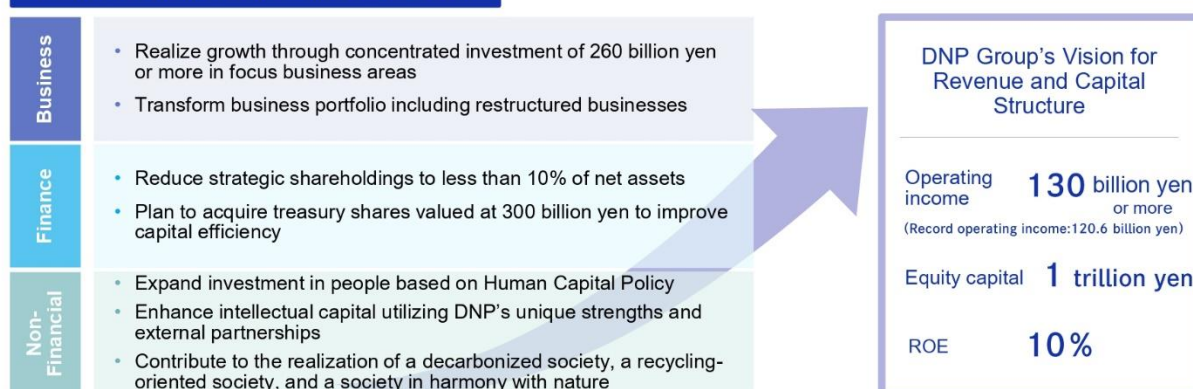 Business
• Realize growth through concentrated investment of 260 billion yen
or more in focus business areas
• Transform business portfolio including restructured businesses
Finance
• Reduce strategic shareholdings to less than 10% of net assets
• Plan to acquire treasury shares valued at 300 billion yen to improve
capital efficiency
Non-
Financial
• Expand investment in people based on Human Capital Policy
• Enhance intellectual capital utilizing DNP's unique strengths and
external partnerships
• Contribute to the realization of a decarbonized society, a recycling-
oriented society, and a society in harmony with nature
DNP Group's Vision for
Revenue and Capital
Structure
Operating
income
130 billion yen
or more
(Record operating income:120.6 billion yen)
Equity capital 1 trillion yen
ROE 10%